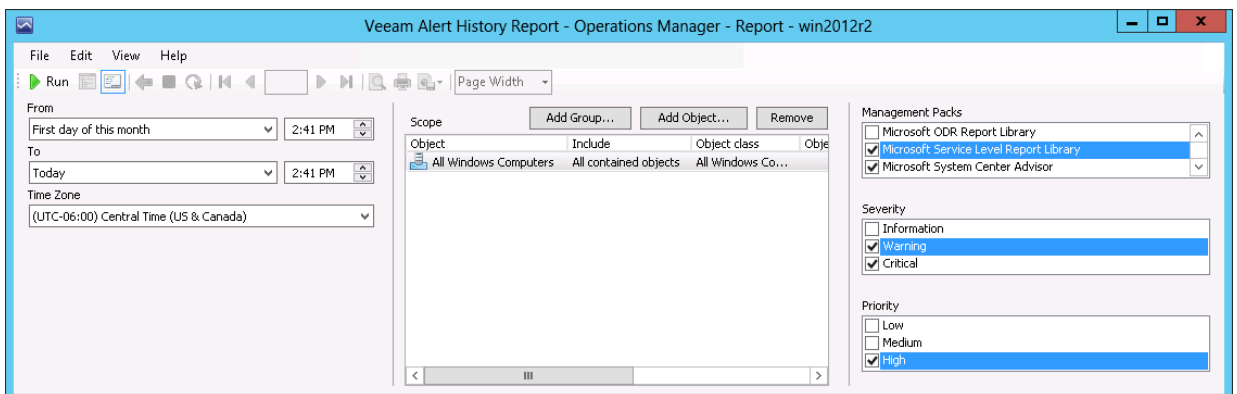 Veeam Alert History Report - Operations Manager - Report - win2012r2
File Edit View Help
Run Page Width
From
First day of this month 2:41 PM
To
Today 2:41 PM
Time Zone
(UTC-06:00) Central Time (US & Canada)
Scope Add Group... Add Object... Remove
Object Include Object class Obje
All Windows Computers All contained objects All Windows Co...
Management Packs
Microsoft ODR Report Library
Microsoft Service Level Report Library
Microsoft System Center Advisor
Severity
Information
Warning
Critical
Priority
Low
Medium
High